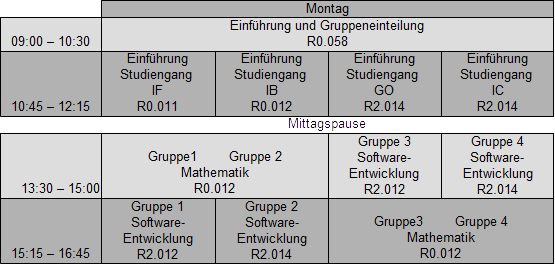 Montag
09:00 – 10:30
Einführung und Gruppeneinteilung
R0.058
10:45 – 12:15
Einführung
Studiengang
IF
R0.011
Einführung
Studiengang
IB
R0.012
Einführung
Studiengang
GO
R2.014
Einführung
Studiengang
IC
R2.014
Mittagspause
13:30 – 15:00
Gruppe1 Gruppe 2
Mathematik
R0.012
Gruppe 3
Software-
Entwicklung
R2.012
Gruppe 4
Software-
Entwicklung
R2.014
15:15 – 16:45
Gruppe 1
Software-
Entwicklung
R2.012
Gruppe 2
Software-
Entwicklung
R2.014
Gruppe3 Gruppe 4
Mathematik
R0.012